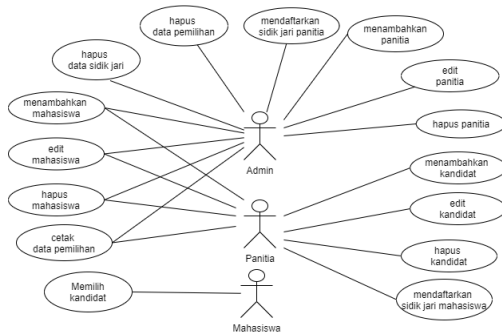 hapus
data pemilihan
mendaftarkan
sidik jari panitia
menambahkan
panitia
hapus
data sidik jari
edit
panitia
menambahkan
mahasiswa
hapus panitia
edit
mahasiswa
Admin
menambahkan
kandidat
hapus
mahasiswa
edit
kandidat
cetak
data pemilihan
Panitia
hapus
kandidat
Memilih
kandidat
mendaftarkan
sidik jari mahasiswa
Mahasiswa